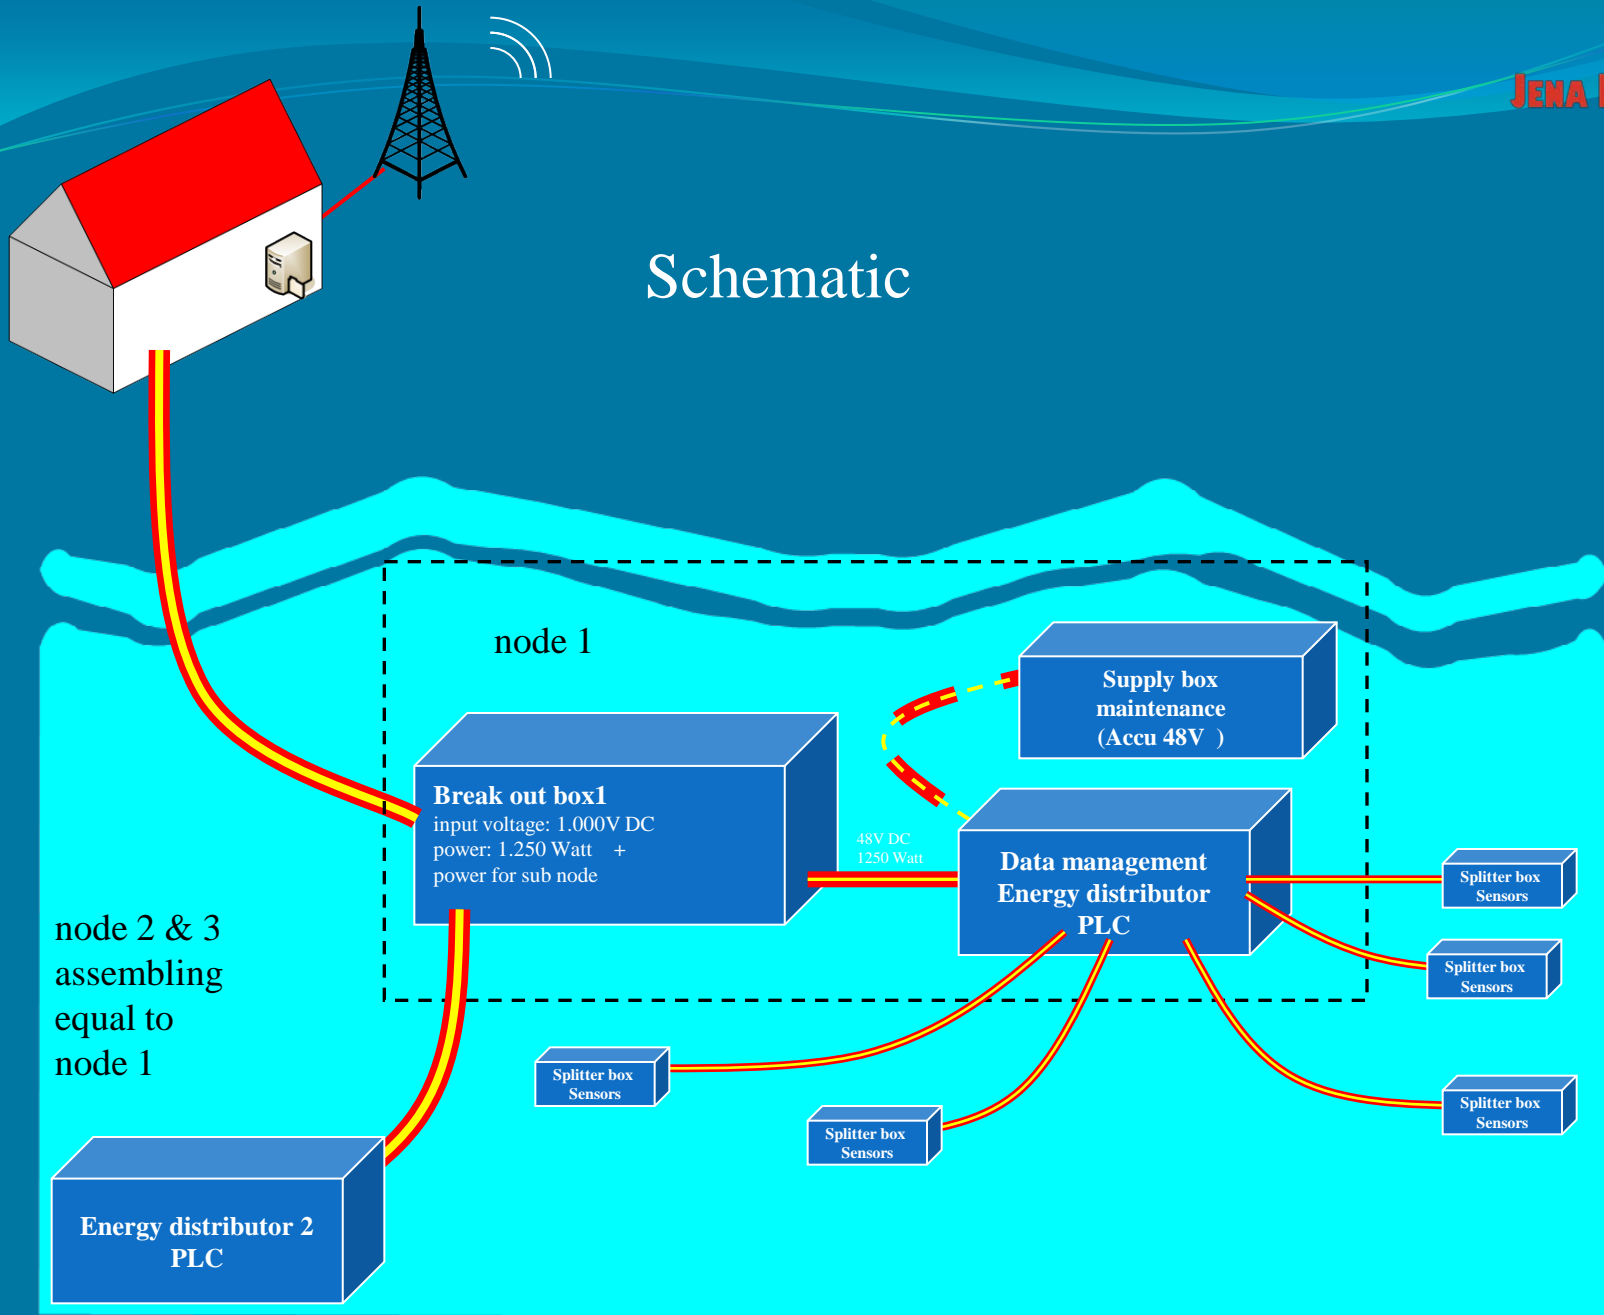 JENA
Schematic
node 1
Supply box
maintenance
(Accu 48V )
Break out box1
input voltage: 1.000V DC
power: 1.250 Watt +
power for sub node
48V DC
1250 Watt
Data management
Energy distributor
PLC
Splitter box
Sensors
Splitter box
Sensors
node 2 & 3
assembling
equal to
node 1
Splitter box
Sensors
Splitter box
Sensors
Splitter box
Sensors
Energy distributor 2
PLC